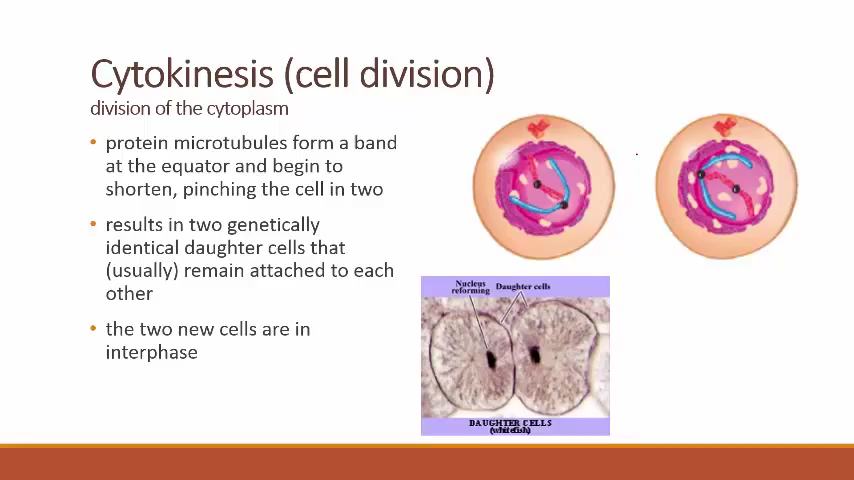 Cytokinesis (cell division)
division of the cytoplasm
• protein microtubules form a band
at the equator and begin to
shorten, pinching the cell in two
• results in two genetically
identical daughter cells that
(usually) remain attached to each
other
• the two new cells are in
interphase
Nucleus
reforming
Daughter cells
DAUGHTER CELLS
(whitefish)